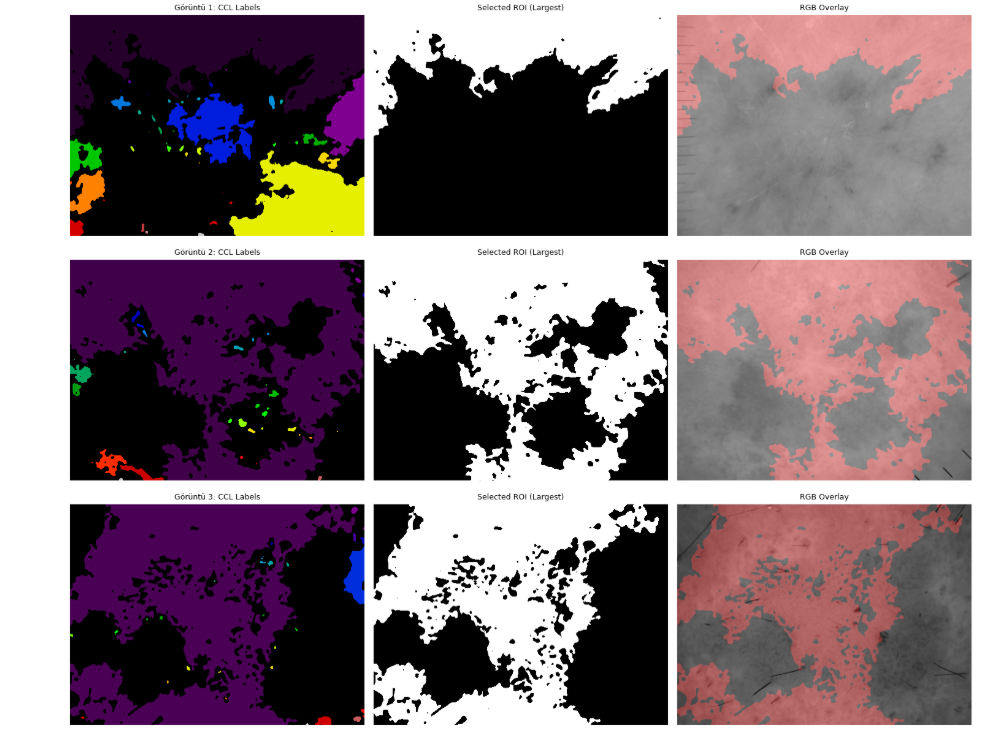 Görüntü 1: CCL Labels
Selected ROI (Largest)
RGB Overlay
Görüntü 2: CCL Labels
Selected ROI (Largest)
RGB Overlay
Görüntü 3: CCL Labels
Selected ROI (Largest)
RGB Overlay